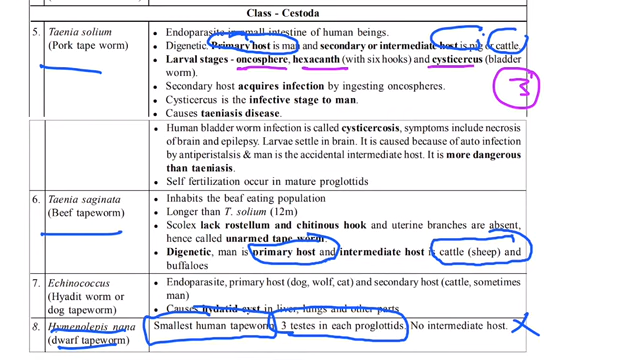 Class - Cestoda
5. Taenia solium
(Pork tape worm)
• Endoparasite in small intestine of human beings.
• Digenetic. Primary host is man and secondary or intermediate host is pig or cattle.
• Larval stages - oncosphere, hexacanth (with six hooks) and cysticercus (bladder
worm).
• Secondary host acquires infection by ingesting oncospheres.
• Cysticercus is the infective stage to man.
• Causes taeniasis disease.
3
• Human bladder worm infection is called cysticercosis, symptoms include necrosis
of brain and epilepsy. Larvae settle in brain. It is caused because of auto infection
by antiperistalsis & man is the accidental intermediate host. It is more dangerous
than taeniasis.
• Self fertilization occur in mature proglottids
6. Taenia saginata
(Beef tapeworm)
• Inhabits the beaf eating population
• Longer than T. solium (12m)
• Scolex lack rostellum and chitinous hook and uterine branches are absent,
hence called unarmed tape worm
• Digenetic, man is primary host and intermediate host is cattle (sheep) and
buffaloes
7. Echinococcus
(Hyadit worm or
dog tapeworm)
• Endoparasite, primary host (dog, wolf, cat) and secondary host (cattle, sometimes
man)
• Causes hydatid cyst in liver, lungs and other parts.
8. Hymenolepis nana
(dwarf tapeworm)
Smallest human tapeworm 3 testes in each proglottids. No intermediate host.